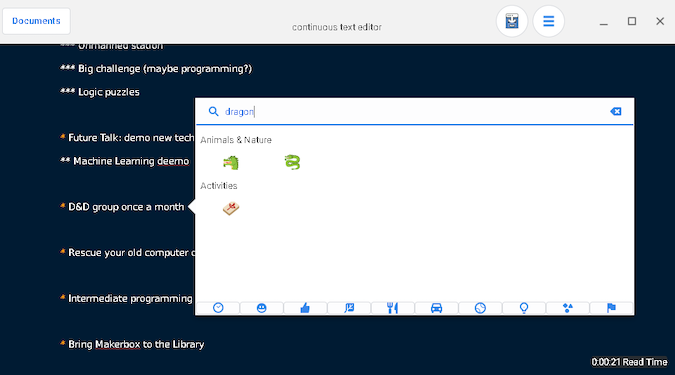 Documents
continuous text editor
*** Unmanned station
*** Big challenge (maybe programming?)
*** Logic puzzles
dragon
Animals & Nature
Activities
* Future Talk: demo new tech
** Machine Learning deemo
* D&D group once a month
* Rescue your old computer
* Intermediate programming
* Bring Makerbox to the Library
0:00:21 Read Time